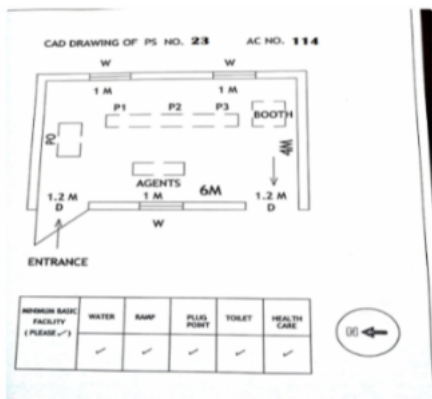 CAD DRAWING OF PS NO. 23 AC NO. 114
W W
1 M 1 M
P1 P2 P3
BOOTH
PO
4M
AGENTS
6M
1.2 M 1 M 1.2 M
D D
W
ENTRANCE
MINIMUM BASIC FACILITY (PLEASE ✓) WATER RAMP PLUG POINT TOILET HEALTH CARE
✓ ✓ ✓ ✓ ✓